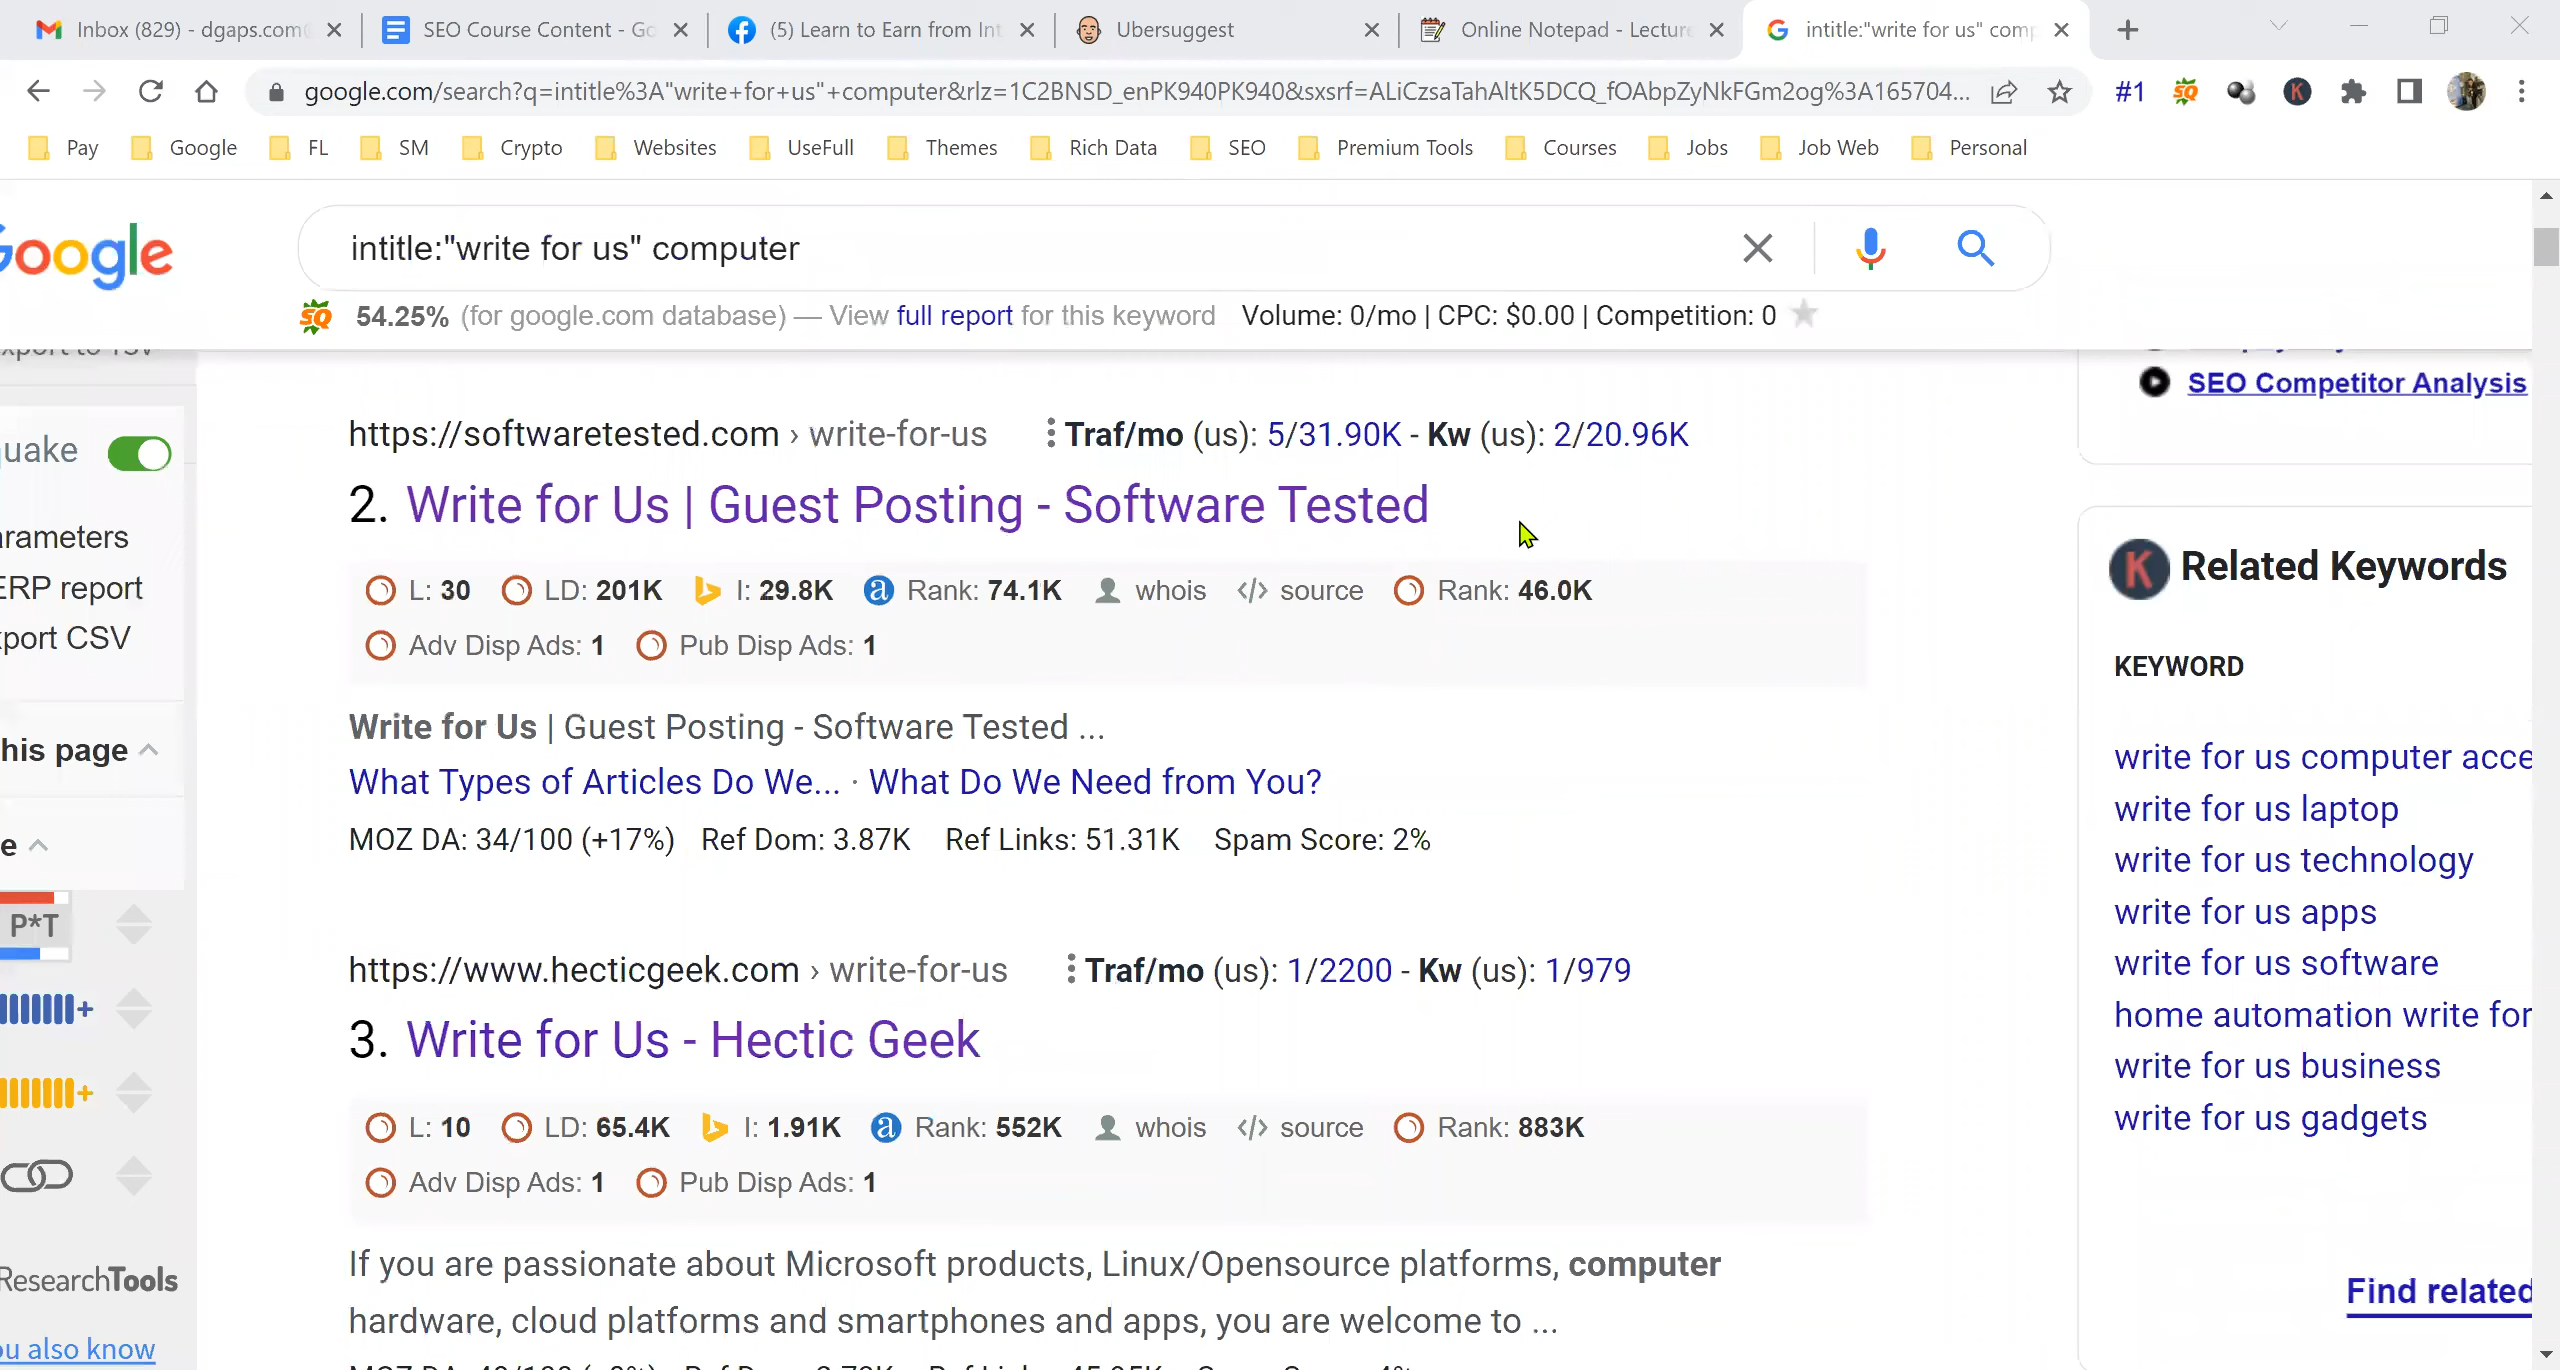 Inbox (829) - dgaps.com
SEO Course Content - Go
(5) Learn to Earn from Int
Ubersuggest
Online Notepad - Lecture
intitle:"write for us" comp
google.com/search?q=intitle%3A"write+for+us"+computer&rlz=1C2BNSD_enPK940PK940&sxsrf=ALiCzsaTahAltK5DCQ_fOAbpZyNkFGm2og%3A165704...
#1
Pay Google FL SM Crypto Websites UseFull Themes Rich Data SEO Premium Tools Courses Jobs Job Web Personal
Google
intitle:"write for us" computer
54.25% (for google.com database) — View full report for this keyword Volume: 0/mo | CPC: $0.00 | Competition: 0
SEO Competitor Analysis
https://softwaretested.com › write-for-us Traf/mo (us): 5/31.90K - Kw (us): 2/20.96K
uake
2. Write for Us | Guest Posting - Software Tested
rameters
ERP report
port CSV
L: 30 LD: 201K I: 29.8K Rank: 74.1K whois source Rank: 46.0K
Adv Disp Ads: 1 Pub Disp Ads: 1
Related Keywords
KEYWORD
his page
Write for Us | Guest Posting - Software Tested ...
What Types of Articles Do We... · What Do We Need from You?
MOZ DA: 34/100 (+17%) Ref Dom: 3.87K Ref Links: 51.31K Spam Score: 2%
e
P*T
write for us computer acce
write for us laptop
write for us technology
write for us apps
write for us software
home automation write for
write for us business
write for us gadgets
https://www.hecticgeek.com › write-for-us Traf/mo (us): 1/2200 - Kw (us): 1/979
3. Write for Us - Hectic Geek
L: 10 LD: 65.4K I: 1.91K Rank: 552K whois source Rank: 883K
Adv Disp Ads: 1 Pub Disp Ads: 1
If you are passionate about Microsoft products, Linux/Opensource platforms, computer
hardware, cloud platforms and smartphones and apps, you are welcome to ...
ResearchTools
ou also know
Find related